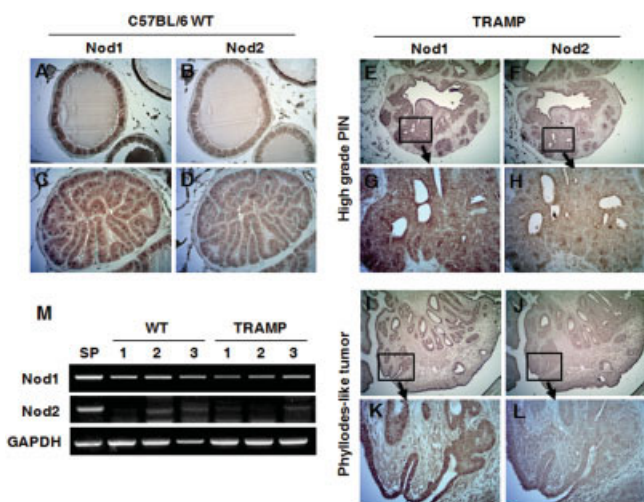 C57BL/6 WT
Nod1 Nod2
A B
C D
TRAMP
Nod1 Nod2
High grade PIN
E F
G H
Phyllodes-like tumor
I J
K L
M
WT TRAMP
SP 1 2 3 1 2 3
Nod1
Nod2
GAPDH